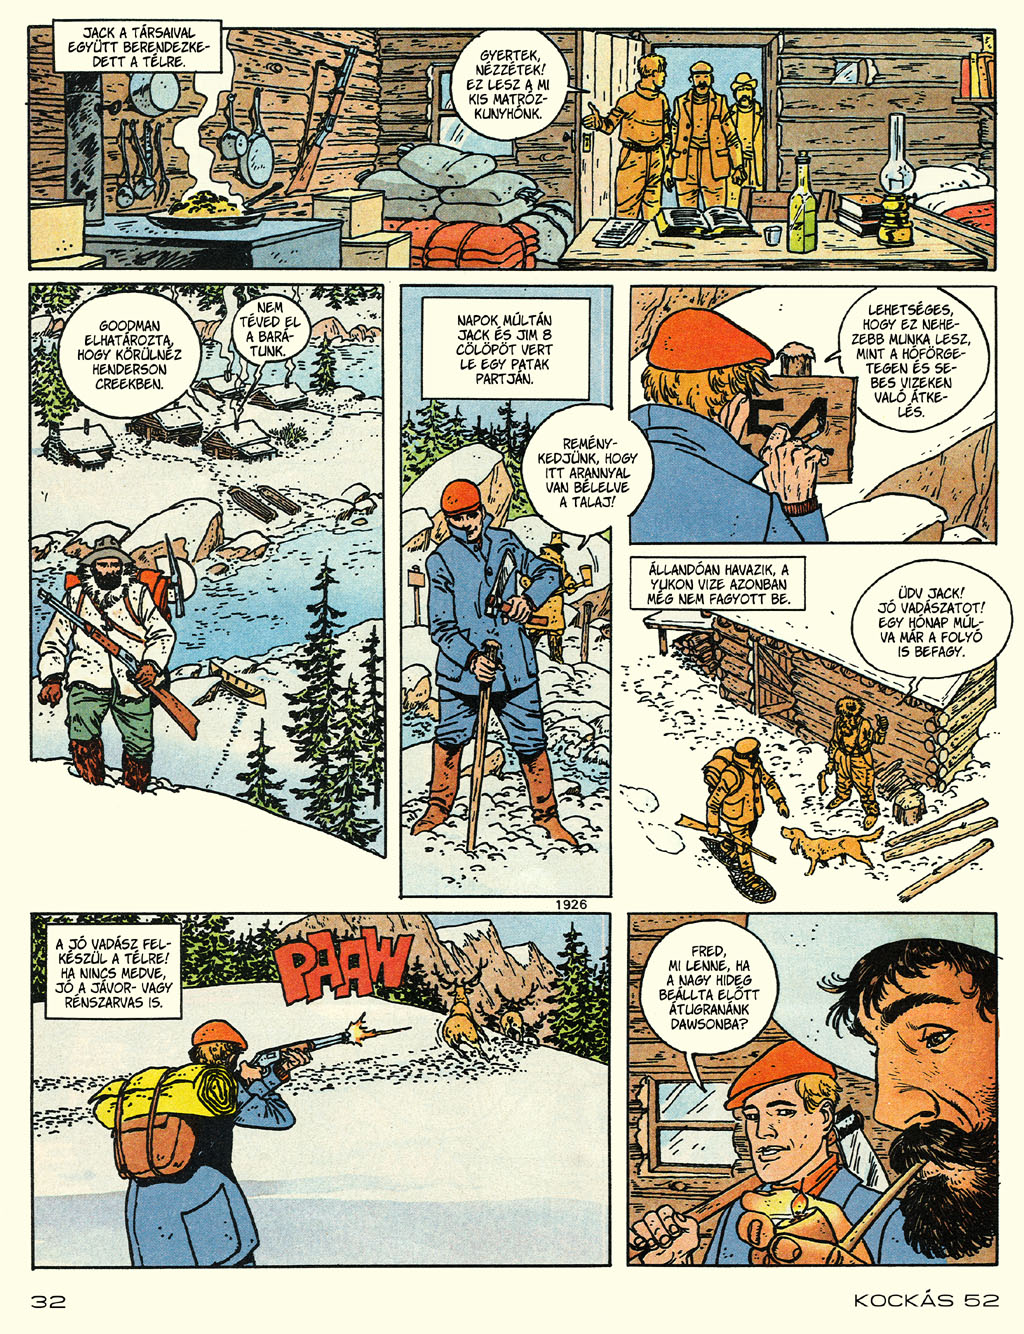 JACK A TÁRSAIVAL
EGYÜTT BERENDEZKE-
DETT A TÉLRE.
GYERTEK,
NÉZZÉTEK!
EZ LESZ A MI
KIS MATRÓZ-
KUNYHÓNK.
GOODMAN
ELHATÁROZTA,
HOGY KÖRÜLNÉZ
HENDERSON
CREEKBEN.
NEM
TÉVED EL
A BARÁ-
TUNK.
NAPOK MÚLTÁN
JACK ÉS JIM 8
CÖLÖPÖT VERT
LE EGY PATAK
PARTJÁN.
REMÉNY-
KEDJÜNK, HOGY
ITT ARANNYAL
VAN BÉLELVE
A TALAJ!
LEHETSÉGES,
HOGY EZ NEHE-
ZEBB MUNKA LESZ,
MINT A HÓFÖRGE-
TEGEN ÉS SE-
BES VIZEKEN
VALÓ ÁTKE-
LÉS.
54
ÁLLANDÓAN HAVAZIK, A
YUKON VIZE AZONBAN
MÉG NEM FAGYOTT BE.
ÜDV JACK!
JÓ VADÁSZATOT!
EGY HÓNAP MÚL-
VA MÁR A FOLYÓ
IS BEFAGY.
1926
A JÓ VADÁSZ FEL-
KÉSZÜL A TÉLRE!
HA NINCS MEDVE,
JÓ A JÁVOR- VAGY
RÉNSZARVAS IS.
PAAW
FRED,
MI LENNE, HA
A NAGY HIDEG
BEÁLLTA ELŐTT
ÁTUGRANÁNK
DAWSONBA?
32
KOCKÁS 52